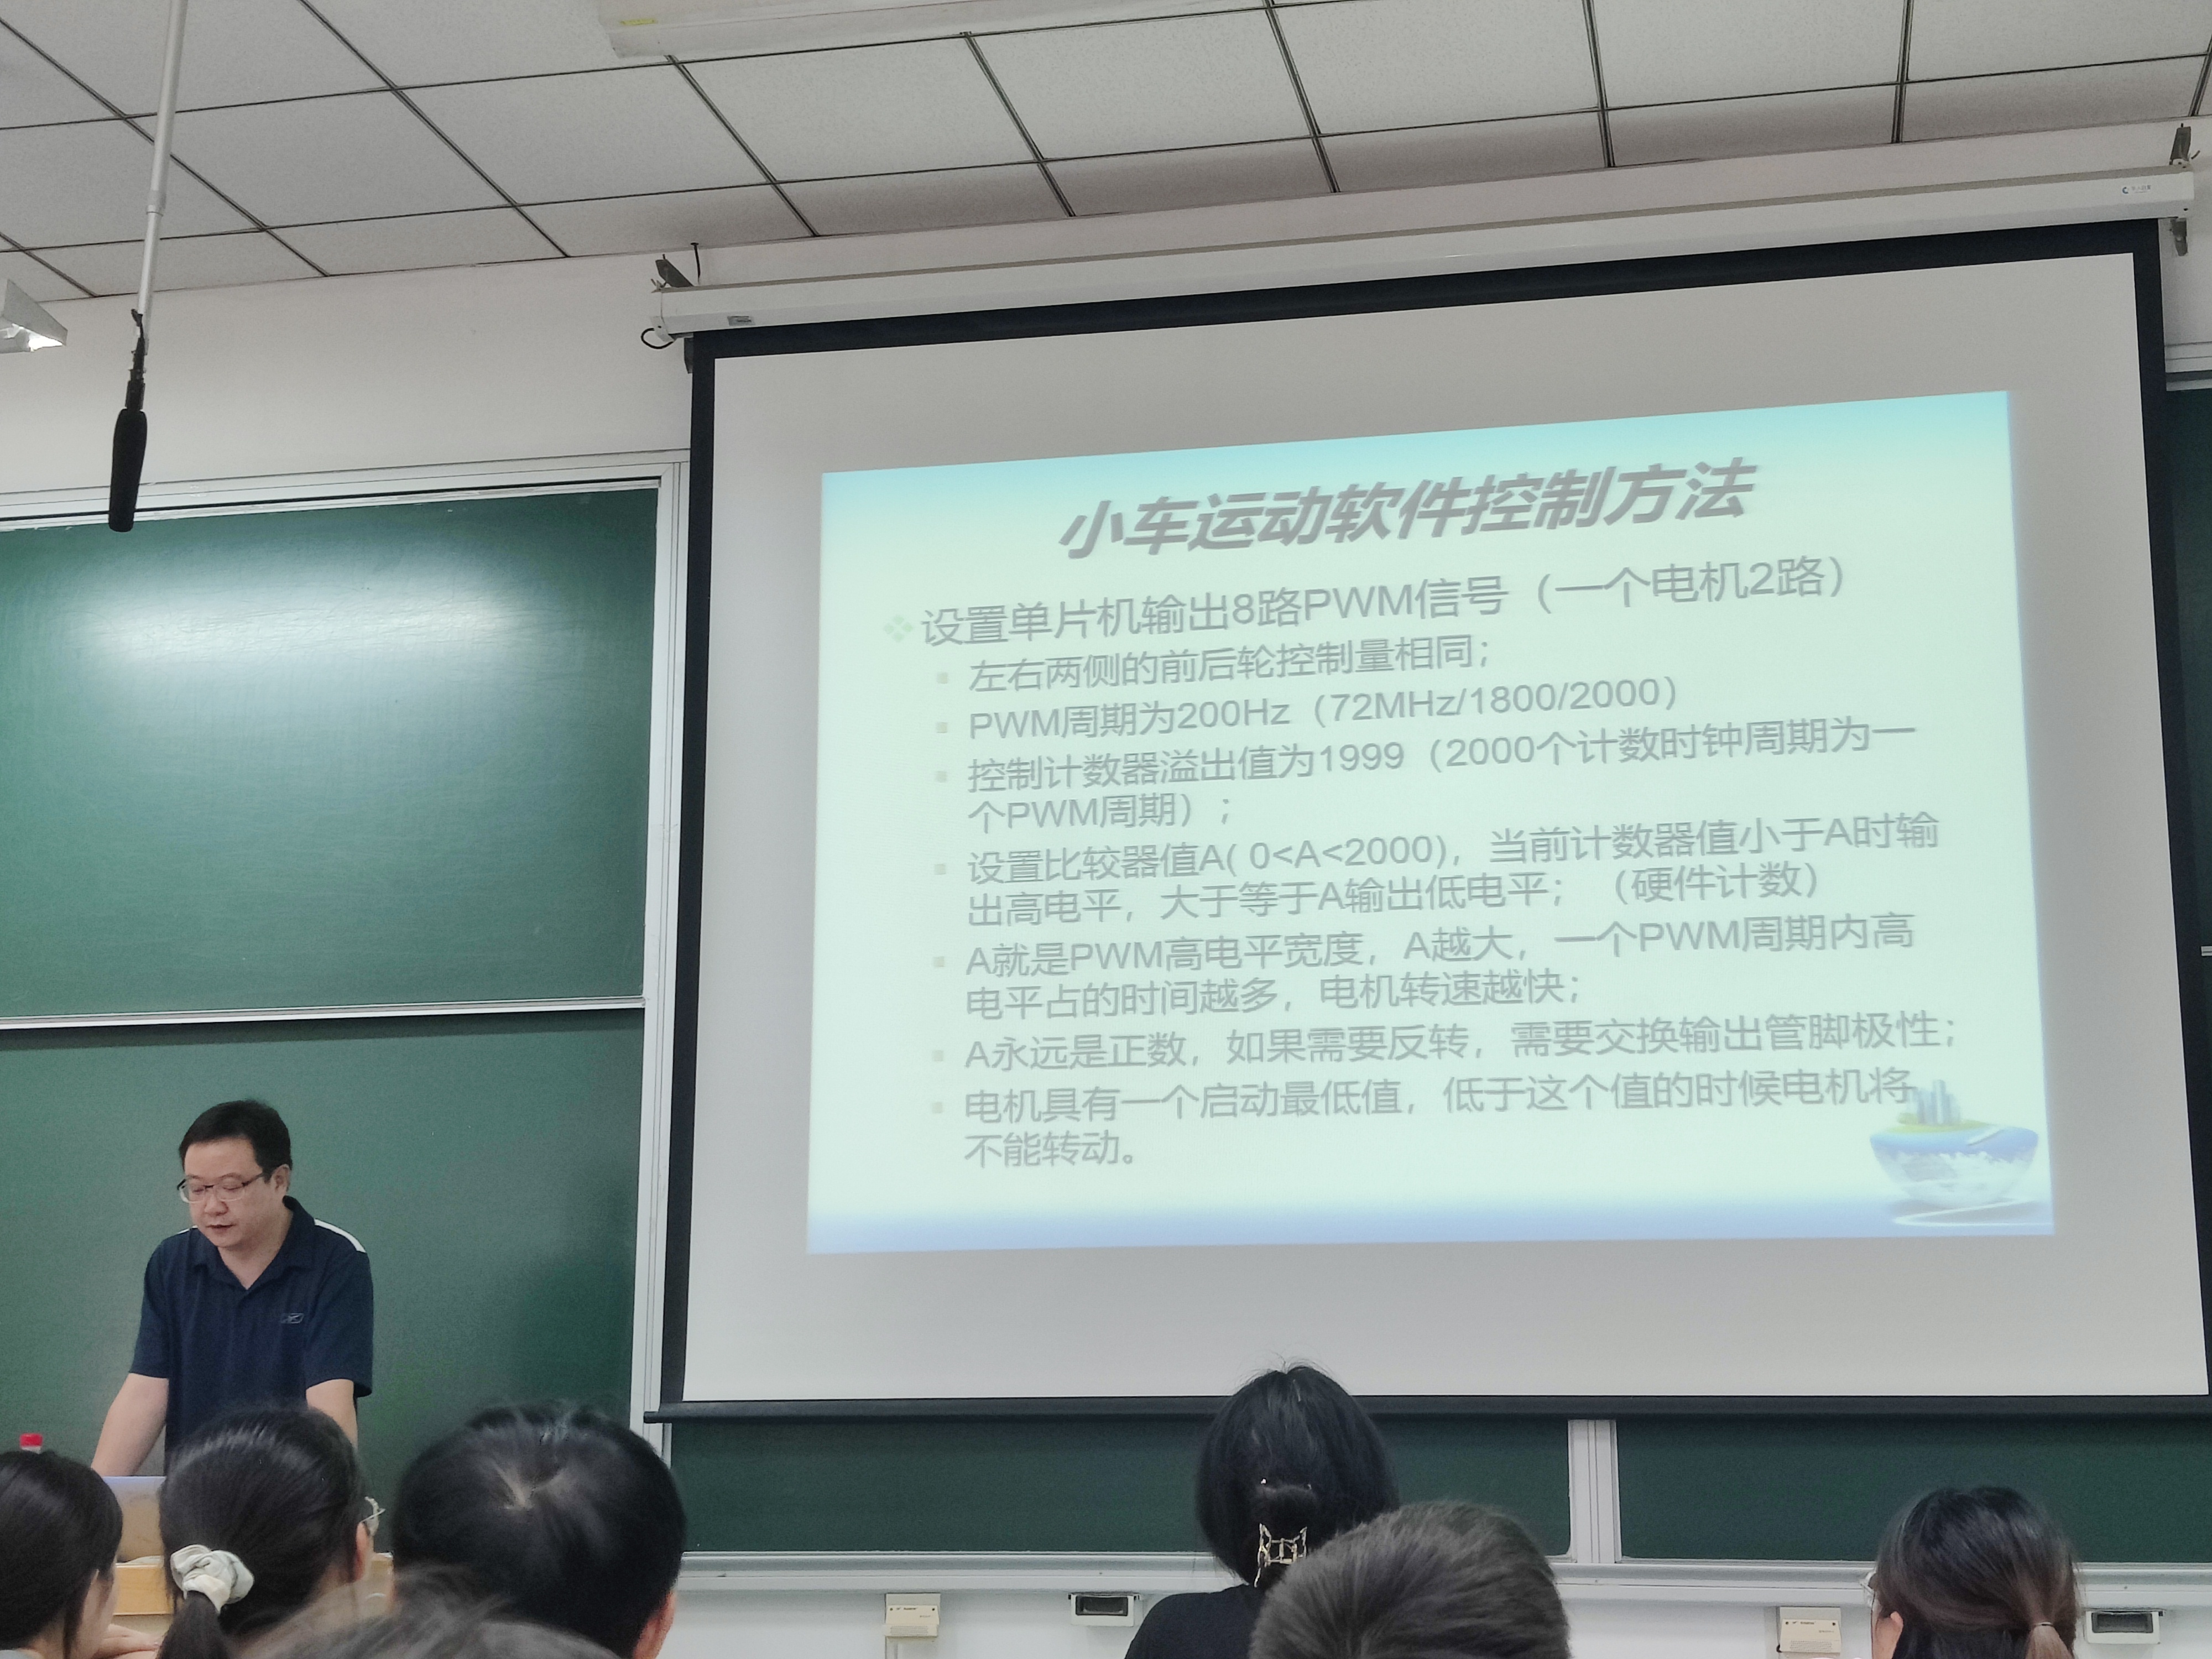 小车运动软件控制方法
设置单片机输出8路PWM信号（一个电机2路）
左右两侧的前后轮控制量相同；
PWM周期为200Hz（72MHz/1800/2000）
控制计数器溢出值为1999（2000个计数时钟周期为一
个PWM周期）；
设置比较器值A( 0<A<2000)，当前计数器值小于A时输
出高电平，大于等于A输出低电平；（硬件计数）
A就是PWM高电平宽度，A越大，一个PWM周期内高
电平占的时间越多，电机转速越快；
A永远是正数，如果需要反转，需要交换输出管脚极性；
电机具有一个启动最低值，低于这个值的时候电机将
不能转动。